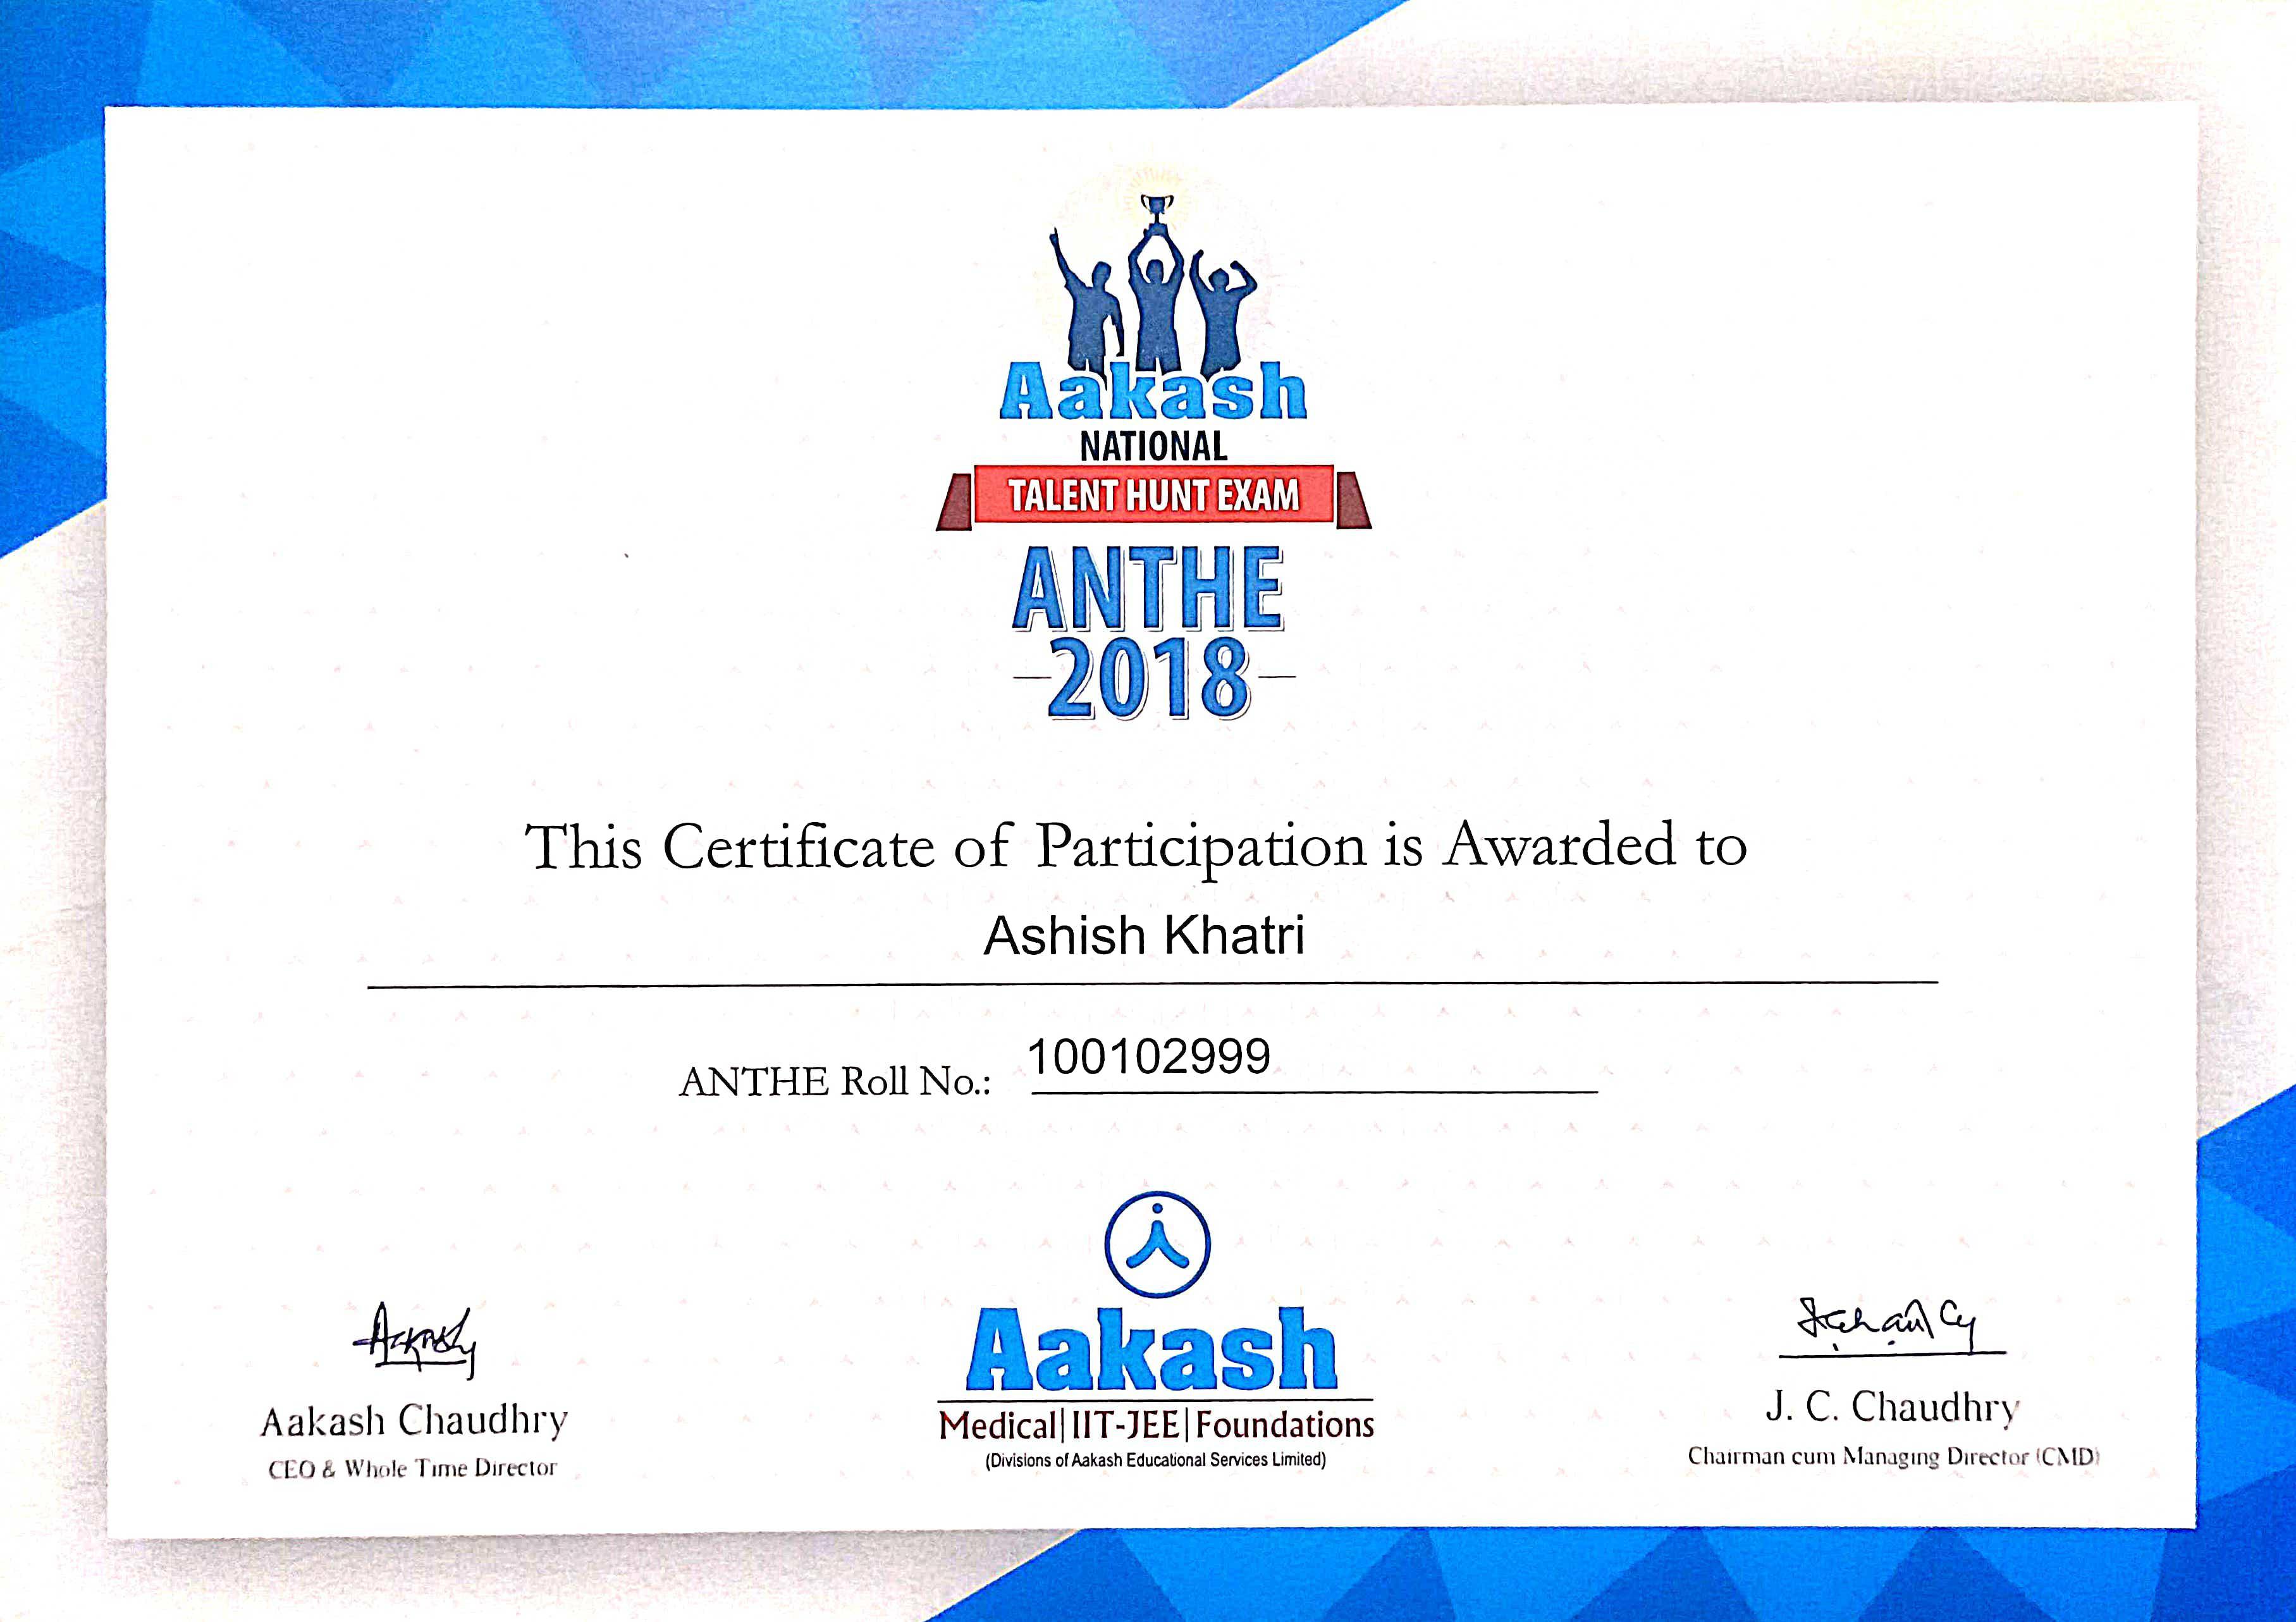 Aakash
NATIONAL
TALENT HUNT EXAM
ANTHE
2018
This Certificate of Participation is Awarded to
Ashish Khatri
ANTHE Roll No.: 100102999
Aakash
Medical|IIT-JEE|Foundations
(Divisions of Aakash Educational Services Limited)
Aakash Chaudhry
CEO & Whole Time Director
J. C. Chaudhry
Chairman cum Managing Director (CMD)